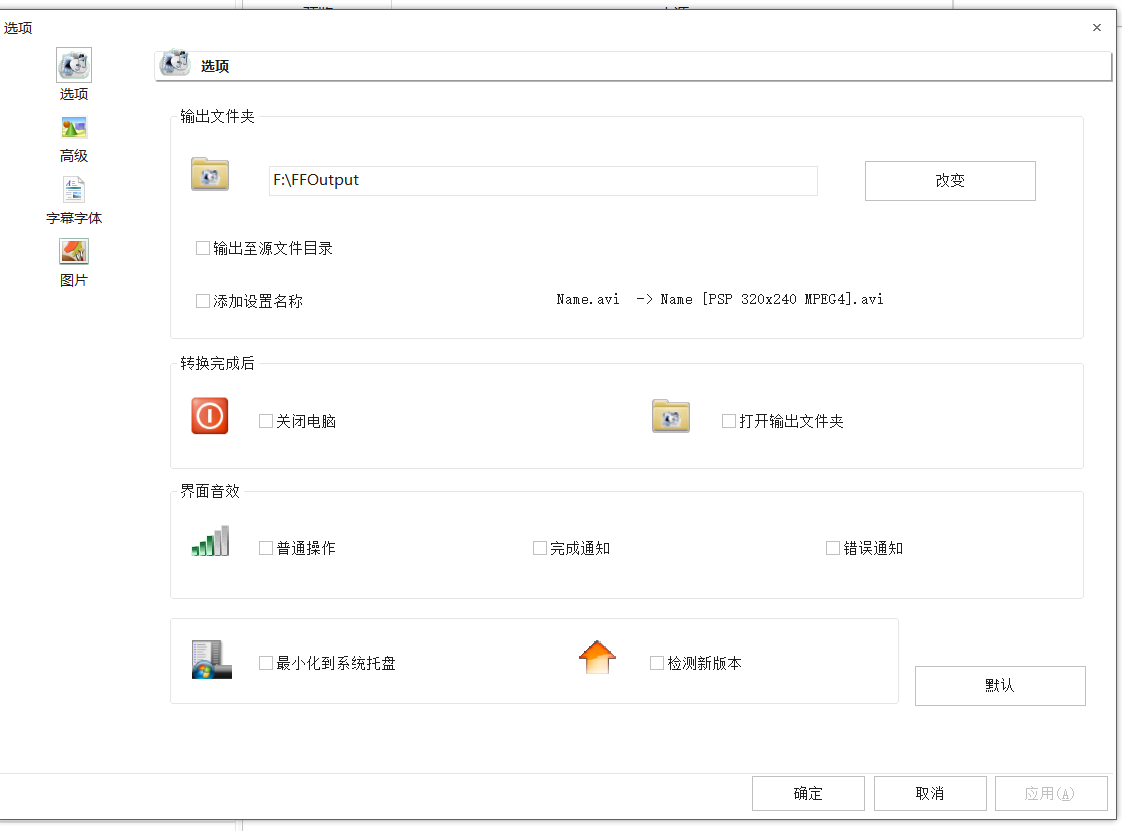 选项
选项
高级
字幕字体
图片
选项
输出文件夹
F:\FFOutput
改变
输出至源文件目录
添加设置名称
Name.avi -> Name [PSP 320x240 MPEG4].avi
转换完成后
关闭电脑
打开输出文件夹
界面音效
普通操作
完成通知
错误通知
最小化到系统托盘
检测新版本
默认
确定
取消
应用(A)